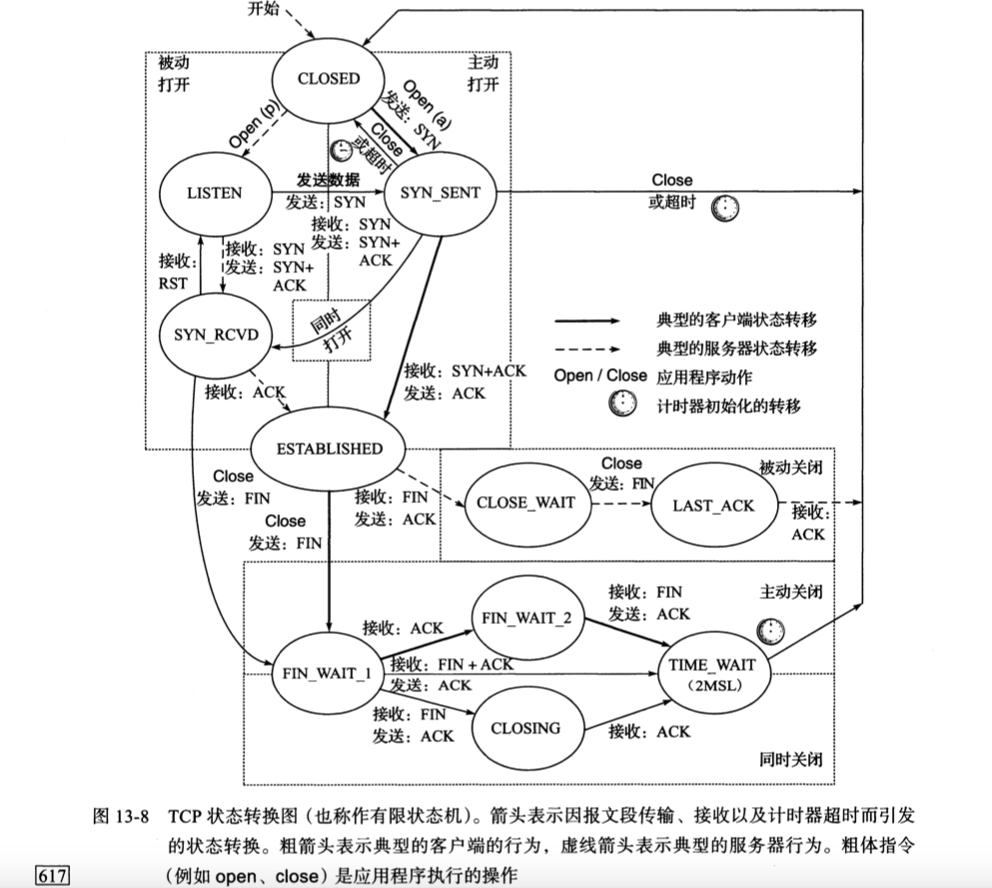 开始
被动
打开
主动
打开
CLOSED
Open (p)
Open (a)
发送：SYN
Close
或超时
LISTEN
发送数据
发送：SYN
SYN_SENT
Close
或超时
接收：SYN
发送：SYN+
ACK
接收：SYN
发送：SYN+
ACK
接收：
RST
SYN_RCVD
同时
打开
典型的客户端状态转移
典型的服务器状态转移
Open / Close 应用程序动作
计时器初始化的转移
接收：SYN+ACK
发送：ACK
接收：ACK
ESTABLISHED
Close
发送：FIN
接收：FIN
发送：ACK
Close
发送：FIN
CLOSE_WAIT
Close
发送：FIN
LAST_ACK
被动关闭
接收：
ACK
主动关闭
FIN_WAIT_1
接收：ACK
FIN_WAIT_2
接收：FIN
发送：ACK
接收：FIN + ACK
发送：ACK
TIME_WAIT
（2MSL）
接收：FIN
发送：ACK
CLOSING
接收：ACK
同时关闭
图 13-8 TCP 状态转换图（也称作有限状态机）。箭头表示因报文段传输、接收以及计时器超时而引发
的状态转换。粗箭头表示典型的客户端的行为，虚线箭头表示典型的服务器行为。粗体指令
（例如 open、close）是应用程序执行的操作
617